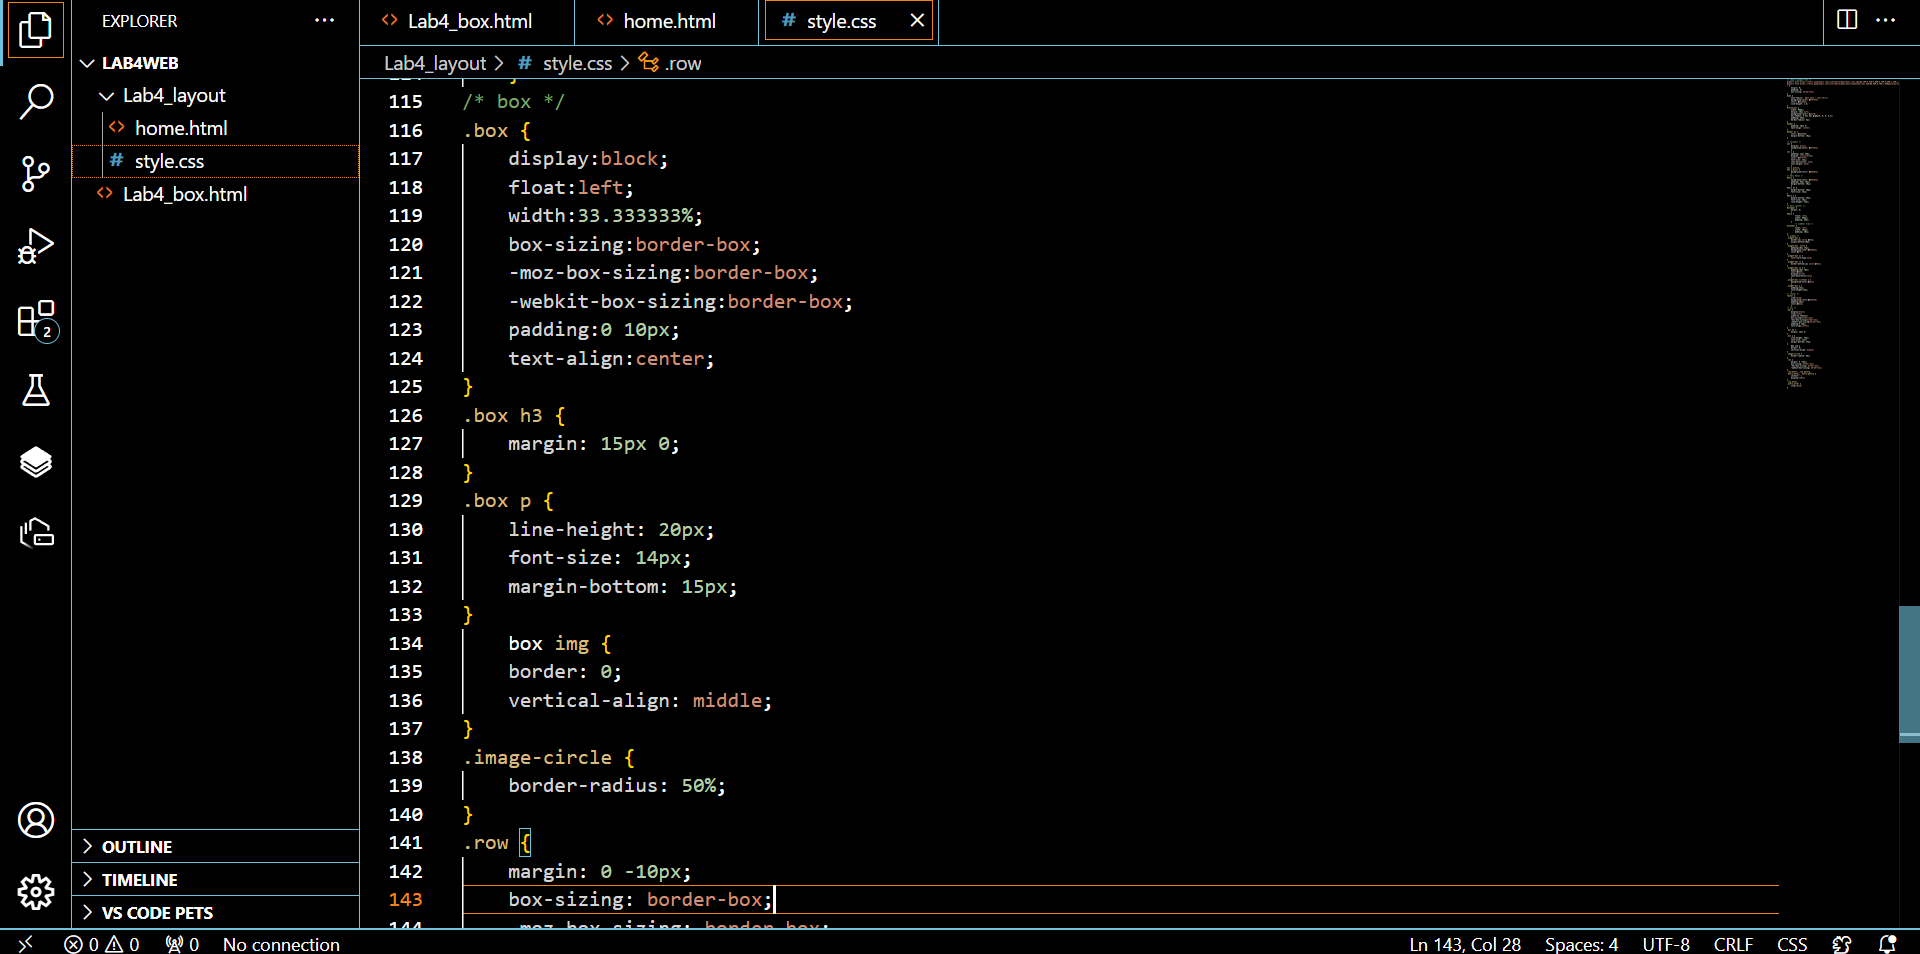 EXPLORER
LAB4WEB
Lab4_layout
home.html
# style.css
Lab4_box.html
2
OUTLINE
TIMELINE
VS CODE PETS
Lab4_box.html
home.html
# style.css
Lab4_layout > # style.css > .row
115 /* box */
116 .box {
117 display:block;
118 float:left;
119 width:33.333333%;
120 box-sizing:border-box;
121 -moz-box-sizing:border-box;
122 -webkit-box-sizing:border-box;
123 padding:0 10px;
124 text-align:center;
125 }
126 .box h3 {
127 margin: 15px 0;
128 }
129 .box p {
130 line-height: 20px;
131 font-size: 14px;
132 margin-bottom: 15px;
133 }
134 box img {
135 border: 0;
136 vertical-align: middle;
137 }
138 .image-circle {
139 border-radius: 50%;
140 }
141 .row {
142 margin: 0 -10px;
143 box-sizing: border-box;
144 -moz-box-sizing: border-box;
0 0 0 No connection
Ln 143, Col 28 Spaces: 4 UTF-8 CRLF CSS